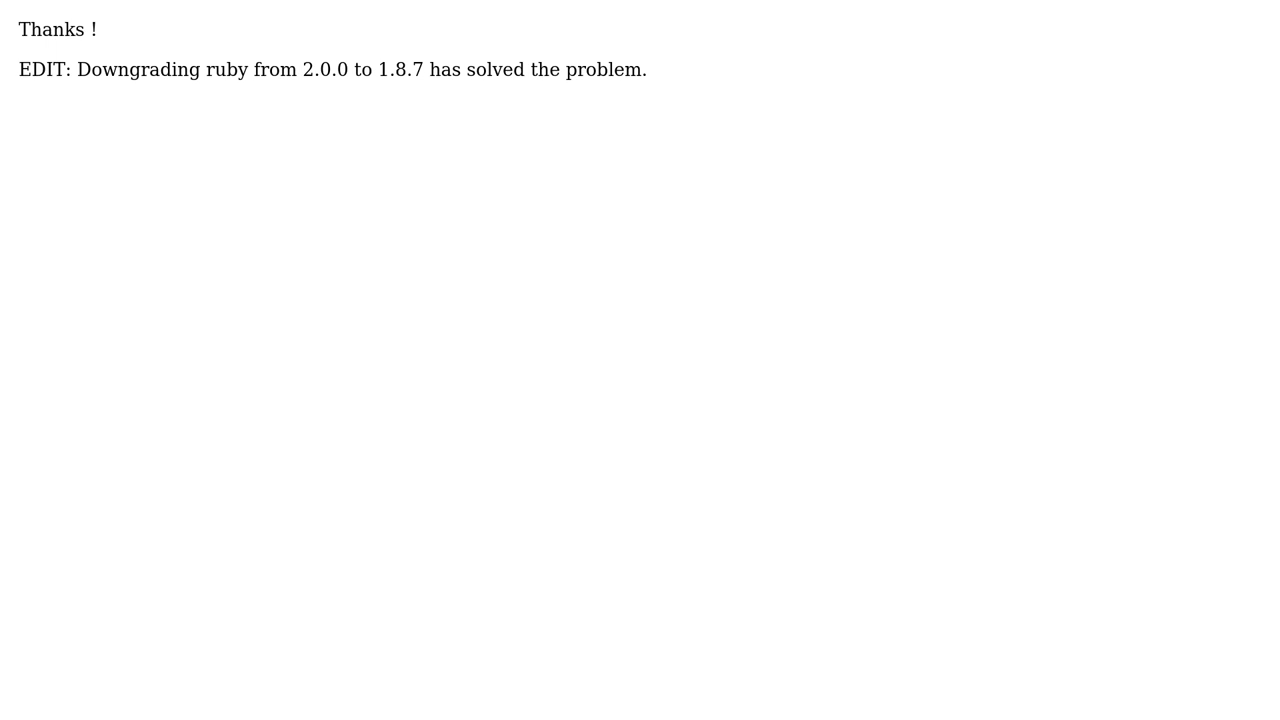 Thanks !
EDIT: Downgrading ruby from 2.0.0 to 1.8.7 has solved the problem.